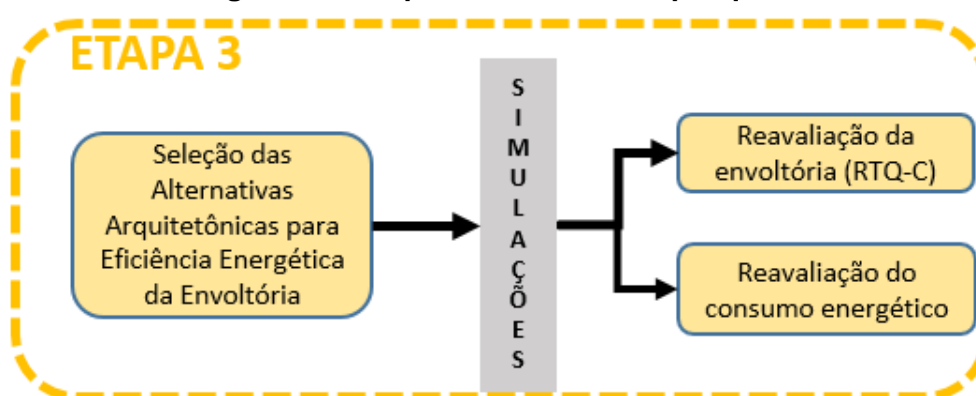 ETAPA 3
Seleção das
Alternativas
Arquitetônicas para
Eficiência Energética
da Envoltória
S
I
M
U
L
A
Ç
Õ
E
S
Reavaliação da
envoltória (RTQ-C)
Reavaliação do
consumo energético